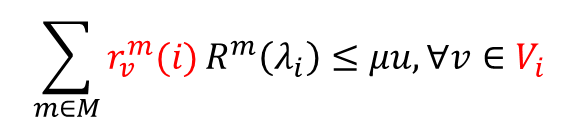 ∑_{m∈M} r_v^m(i) R^m(λ_i) ≤ μu, ∀v ∈ V_i